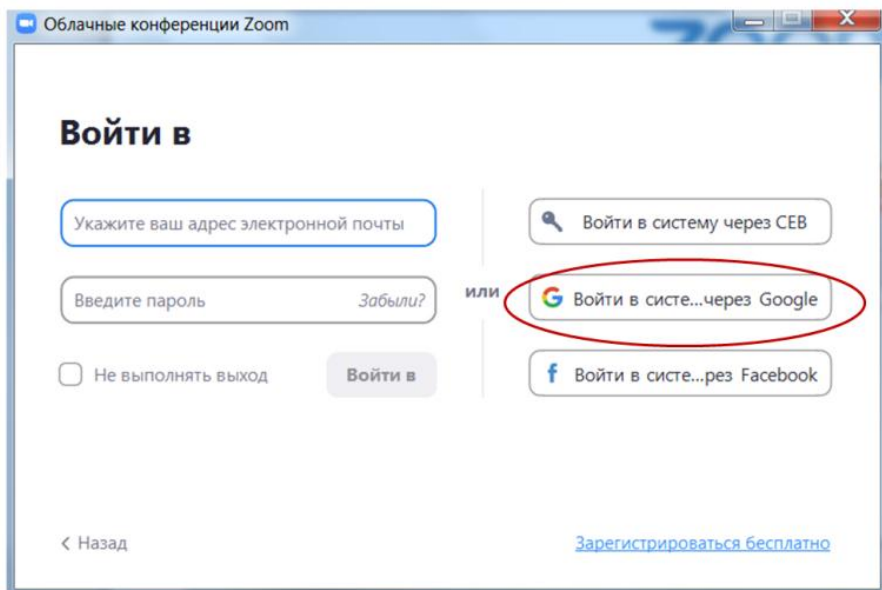 Облачные конференции Zoom
Войти в
Укажите ваш адрес электронной почты
Введите пароль Забыли?
Не выполнять выход Войти в
или
Войти в систему через СЕВ
Войти в систе...через Google
Войти в систе...рез Facebook
Назад
Зарегистрироваться бесплатно